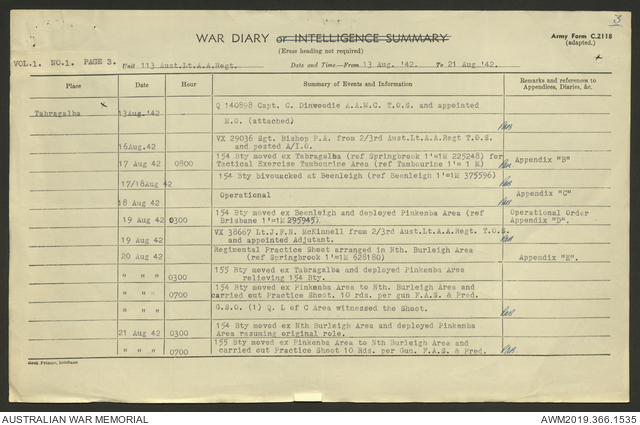 3
WAR DIARY or INTELLIGENCE SUMMARY
(Erase heading not required)
Army Form C.2118
(adapted.)
VOL.1. NO.1. PAGE 3.
Unit 113 Aust.Lt.A.A.Regt.
Date and Time—From 13 Aug. '42. To 21 Aug '42.
Place Date Hour Summary of Events and Information Remarks and references to Appendices, Diaries, &c.
Tabragalba 13Aug.'42 Q 140898 Capt. C. Dinwoodie A.A.M.C. T.O.S. and appointed
M.O. (attached)
16Aug.42 VX 29036 Sgt. Bishop P.A. from 2/3rd Aust.Lt.A.A.Regt T.O.S.
and posted A/I.O.
17 Aug 42 0800 154 Bty moved ex Tabragalba (ref Springbrook 1'=1M 225248) for
Tactical Exercise Tambourine Area (ref Tambourine 1'= 1 M) Appendix "B"
17/18Aug 42 154 Bty bivouacked at Beenleigh (ref Beenleigh 1'=1M 375596)
18 Aug 42 Operational Appendix "C"
19 Aug 42 0300 154 Bty moved ex Beenleigh and deployed Pinkenba Area (ref
Brisbane 1'=1M 295945) Operational Order
Appendix "D".
19 Aug 42 VX 38667 Lt.J.F.N. McKinnell from 2/3rd Aust.Lt.A.A.Regt. T.O.S.
and appointed Adjutant.
20 Aug 42 Regimental Practice Shoot arranged in Nth. Burleigh Area
(ref Springbrook 1'=1M 628180) Appendix "E".
" " " 0300 155 Bty moved ex Tabragalba and deployed Pinkenba Area
relieving 154 Bty.
" " " 0700 154 Bty moved ex Pinkenba Area to Nth. Burleigh Area and
carried out Practice Shoot. 10 rds. per gun F.A.S. & Pred.
G.S.O. (1) Q. L of C Area witnessed the Shoot.
21 Aug 42 0300 154 Bty moved ex Nth Burleigh Area and deployed Pinkenba
Area resuming original role.
" " " 0700 155 Bty moved ex Pinkenba Area to Nth Burleigh Area and
carried out Practice Shoot 10 Rds. per Gun. F.A.S. & Pred.
Govt. Printer, Brisbane
AUSTRALIAN WAR MEMORIAL
AWM2019.366.1535